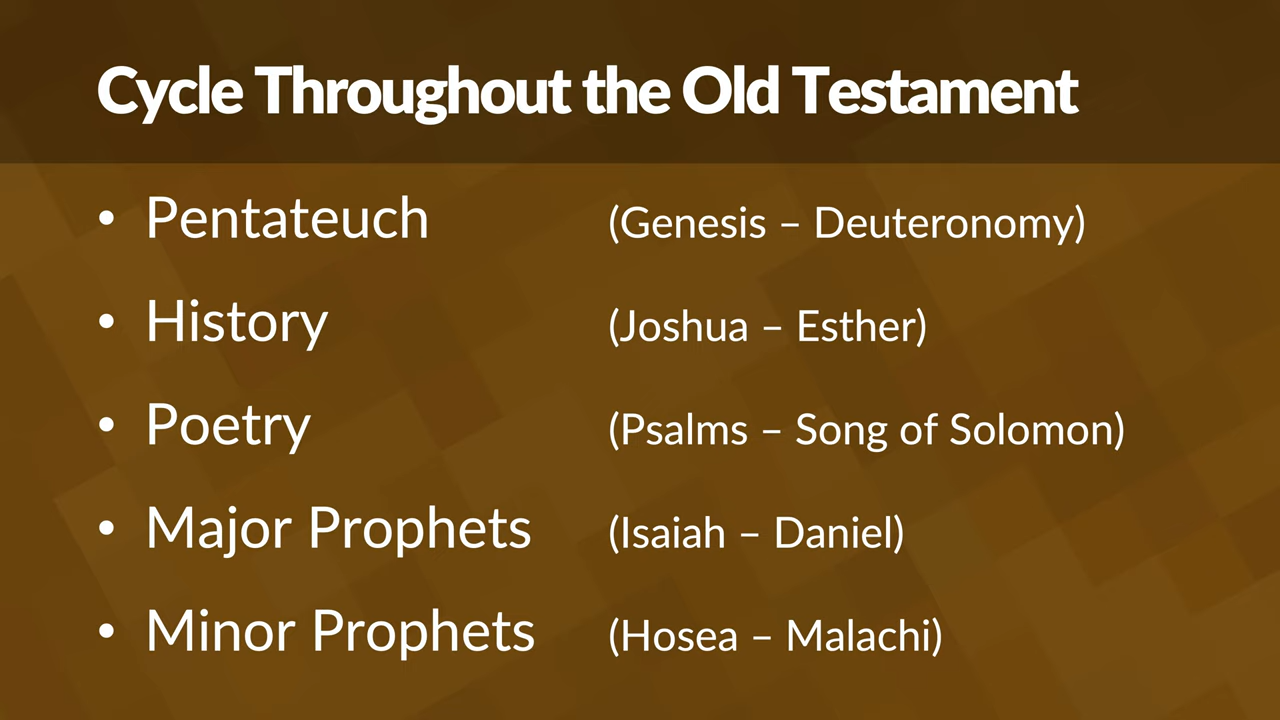 Cycle Throughout the Old Testament
• Pentateuch (Genesis – Deuteronomy)
• History (Joshua – Esther)
• Poetry (Psalms – Song of Solomon)
• Major Prophets (Isaiah – Daniel)
• Minor Prophets (Hosea – Malachi)